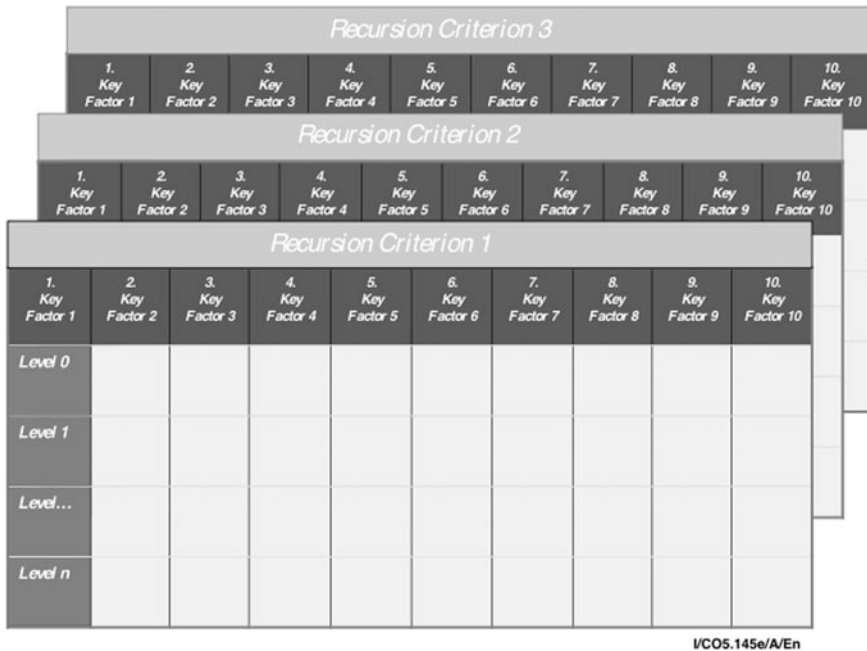 Recursion Criterion 3
1. Key Factor 1 2. Key Factor 2 3. Key Factor 3 4. Key Factor 4 5. Key Factor 5 6. Key Factor 6 7. Key Factor 7 8. Key Factor 8 9. Key Factor 9 10. Key Factor 10
Recursion Criterion 2
1. Key Factor 1 2. Key Factor 2 3. Key Factor 3 4. Key Factor 4 5. Key Factor 5 6. Key Factor 6 7. Key Factor 7 8. Key Factor 8 9. Key Factor 9 10. Key Factor 10
Recursion Criterion 1
1. Key Factor 1 2. Key Factor 2 3. Key Factor 3 4. Key Factor 4 5. Key Factor 5 6. Key Factor 6 7. Key Factor 7 8. Key Factor 8 9. Key Factor 9 10. Key Factor 10
Level 0
Level 1
Level...
Level n
I/CO5.145e/A/En